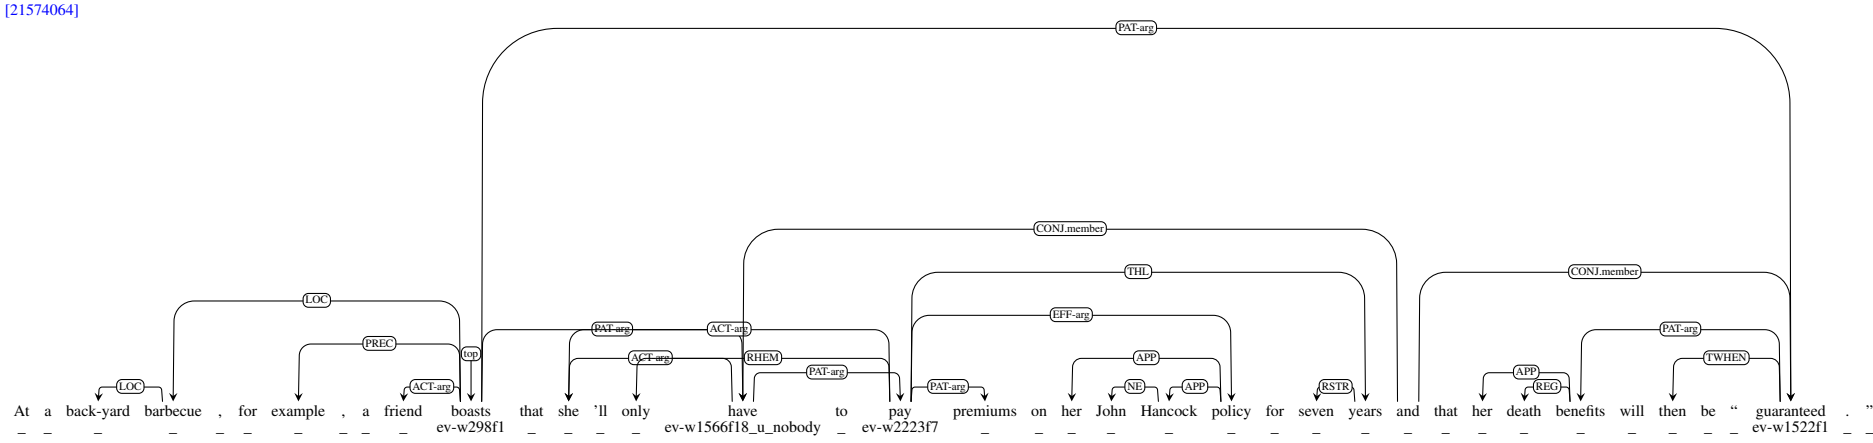 [21574064]
PAT-arg
CONJ.member
THL CONJ.member
LOC
EFF-arg
PAT-arg ACT-arg PAT-arg
PREC
top ACT-arg RHEM APP TWHEN
PAT-arg APP
LOC ACT-arg PAT-arg NE APP RSTR REG
At a back-yard barbecue , for example , a friend boasts that she 'll only have to pay premiums on her John Hancock policy for seven years and that her death benefits will then be “ guaranteed . ”
_ _ _ _ _ _ _ _ _ _ ev-w298f1 _ _ _ _ ev-w1566f18_u_nobody _ ev-w2223f7 _ _ _ _ _ _ _ _ _ _ _ _ _ _ _ _ _ _ ev-w1522f1 _ _